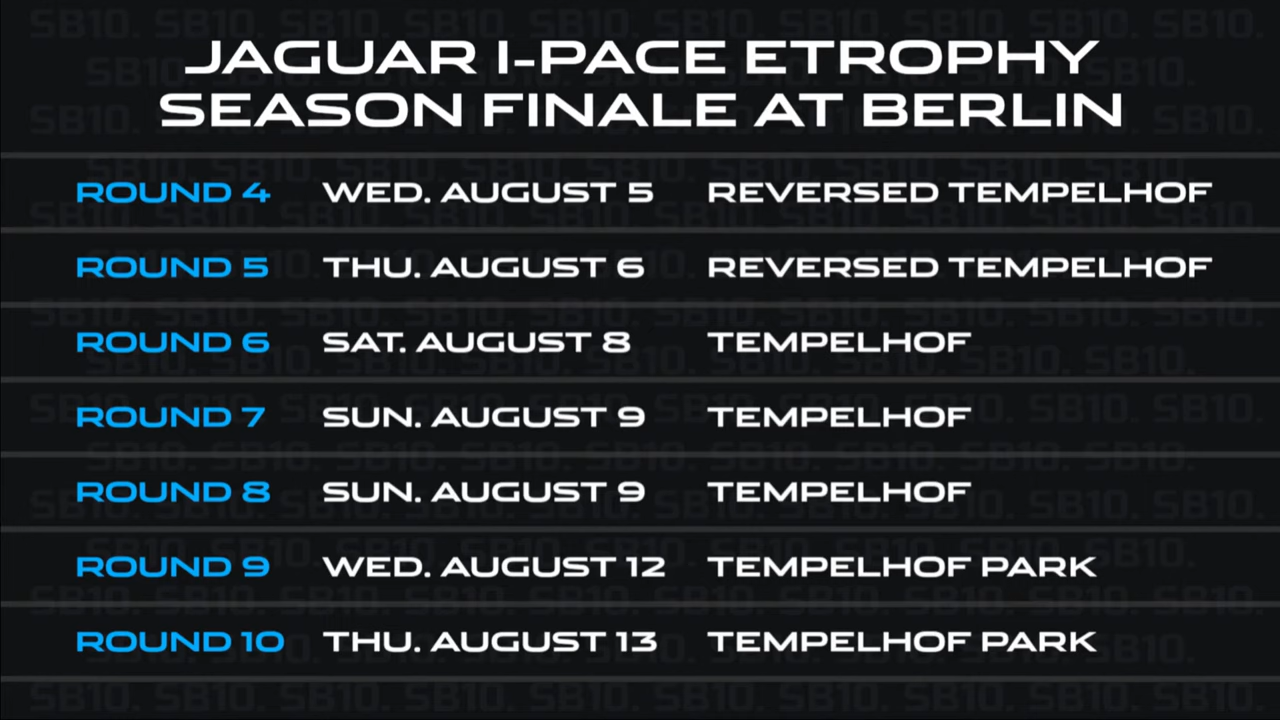 JAGUAR I-PACE ETROPHY
SEASON FINALE AT BERLIN
ROUND 4 WED. AUGUST 5 REVERSED TEMPELHOF
ROUND 5 THU. AUGUST 6 REVERSED TEMPELHOF
ROUND 6 SAT. AUGUST 8 TEMPELHOF
ROUND 7 SUN. AUGUST 9 TEMPELHOF
ROUND 8 SUN. AUGUST 9 TEMPELHOF
ROUND 9 WED. AUGUST 12 TEMPELHOF PARK
ROUND 10 THU. AUGUST 13 TEMPELHOF PARK